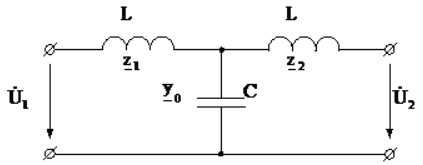 L L
z₁ z₂
y₀ C
U̇₁ U̇₂